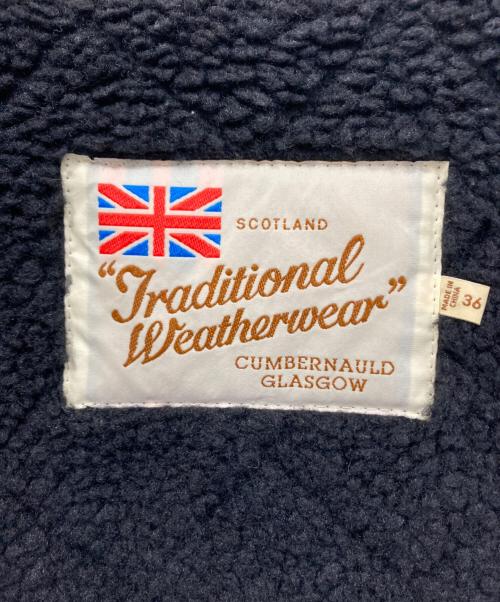 SCOTLAND
"Traditional
Weatherwear"
CUMBERNAULD
GLASGOW
MADE IN
CHINA
36